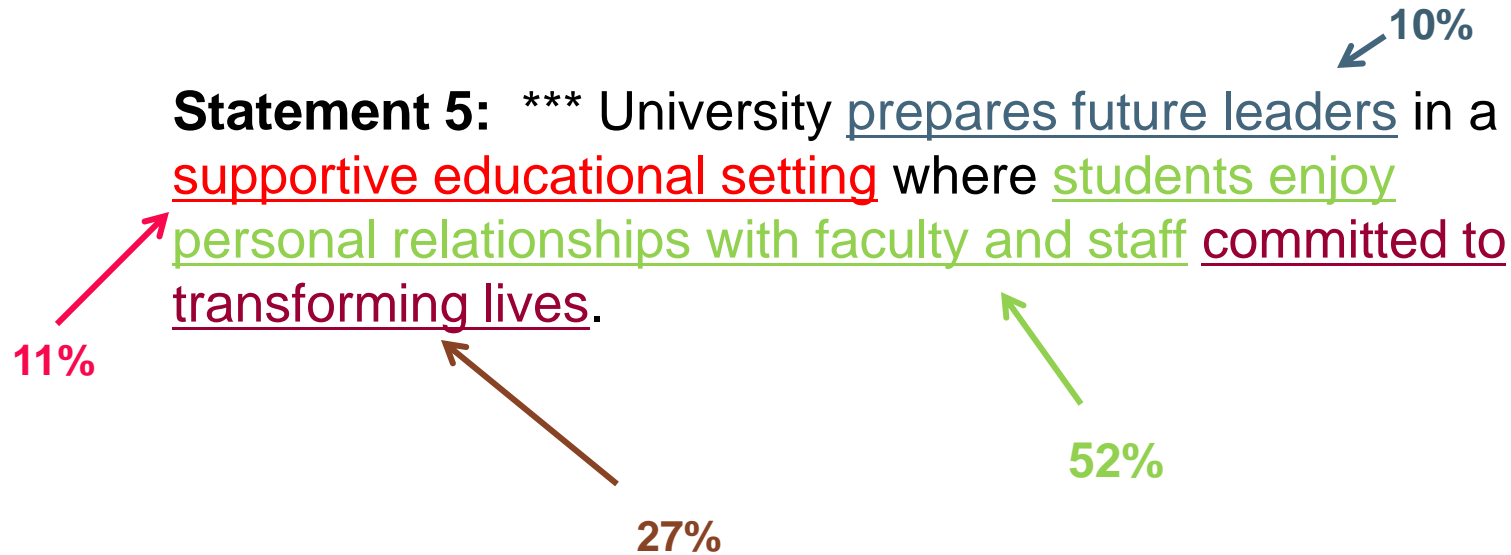 10%
Statement 5: *** University prepares future leaders in a
supportive educational setting where students enjoy
personal relationships with faculty and staff committed to
transforming lives.
11%
52%
27%